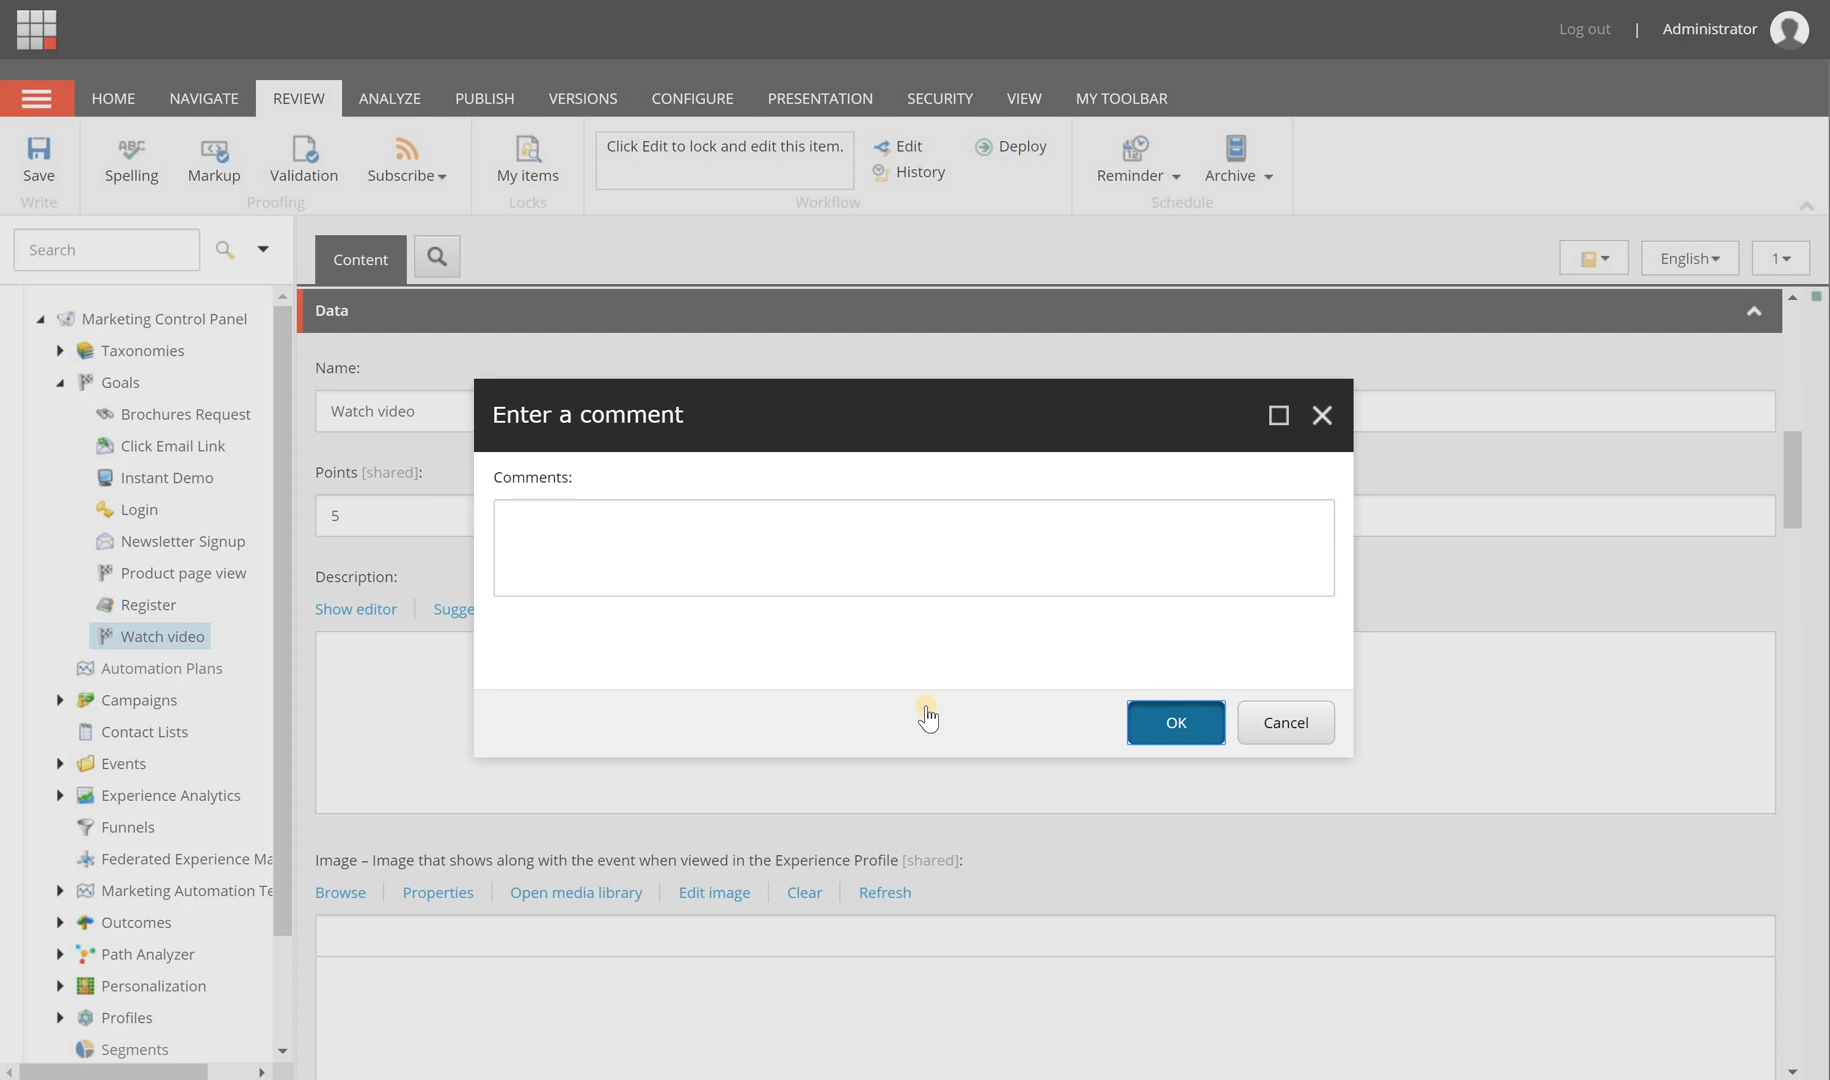 Log out | Administrator
HOME NAVIGATE REVIEW ANALYZE PUBLISH VERSIONS CONFIGURE PRESENTATION SECURITY VIEW MY TOOLBAR
Save
Write
ABC
Spelling
Markup
Validation
Subscribe
Proofing
My items
Locks
Click Edit to lock and edit this item.
Edit
History
Deploy
Workflow
12
Reminder
Archive
Schedule
Search
Content
English
1
Marketing Control Panel
Taxonomies
Goals
Brochures Request
Click Email Link
Instant Demo
Login
Newsletter Signup
Product page view
Register
Watch video
Automation Plans
Campaigns
Contact Lists
Events
Experience Analytics
Funnels
Federated Experience Ma
Marketing Automation Te
Outcomes
Path Analyzer
Personalization
Profiles
Segments
Data
Name:
Watch video
Points [shared]:
5
Description:
Show editor Sugge
Enter a comment
Comments:
OK
Cancel
Image – Image that shows along with the event when viewed in the Experience Profile [shared]:
Browse Properties Open media library Edit image Clear Refresh